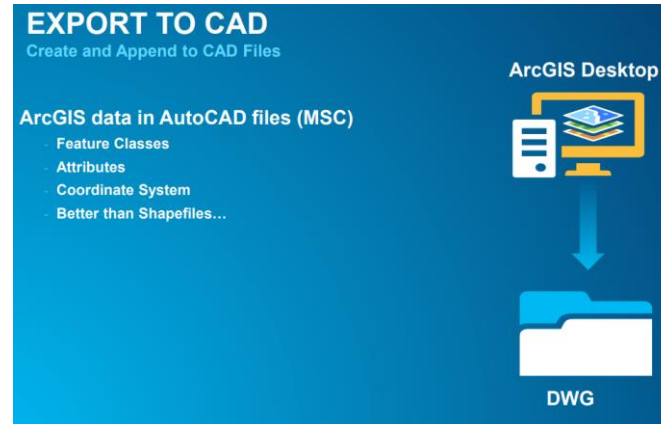 EXPORT TO CAD
Create and Append to CAD Files
ArcGIS Desktop
ArcGIS data in AutoCAD files (MSC)
- Feature Classes
- Attributes
- Coordinate System
- Better than Shapefiles…
DWG